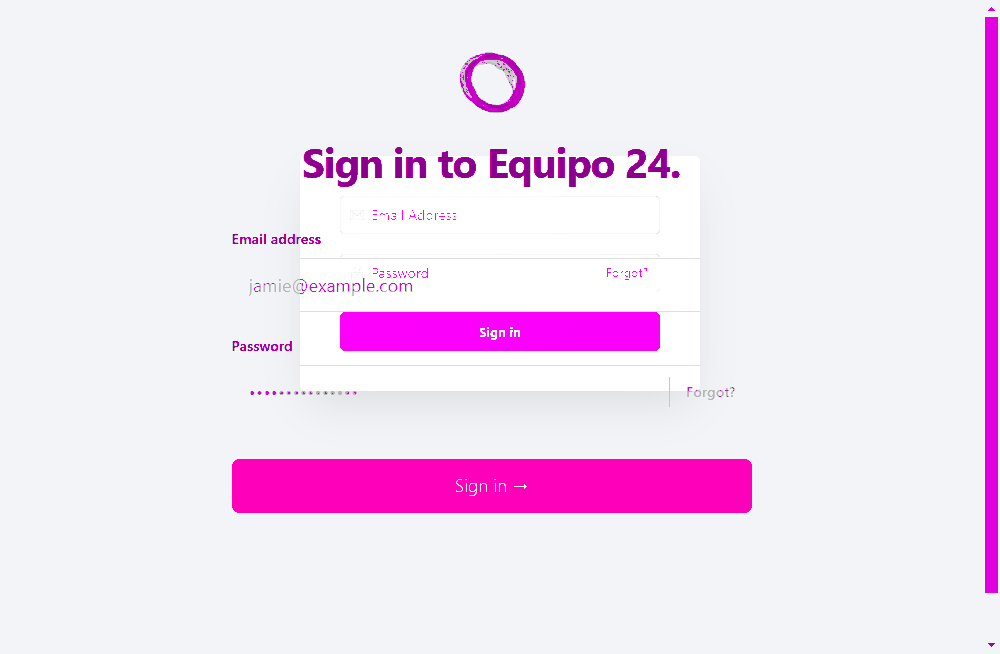 Sign in to Equipo 24.
Email Address
Email address
Password Forgot?
jamie@example.com
Sign in
Password
Forgot?
Sign in →